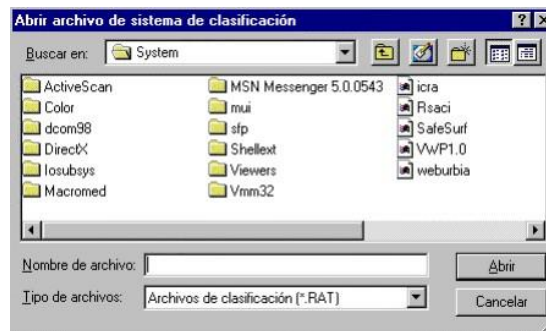 Abrir archivo de sistema de clasificación
Buscar en: System
ActiveScan
Color
dcom98
DirectX
Iosubsys
Macromed
MSN Messenger 5.0.0543
mui
sfp
Shellext
Viewers
Vmm32
icra
Rsaci
SafeSurf
VWP1.0
weburbia
Nombre de archivo:
Abrir
Tipo de archivos: Archivos de clasificación (*.RAT)
Cancelar